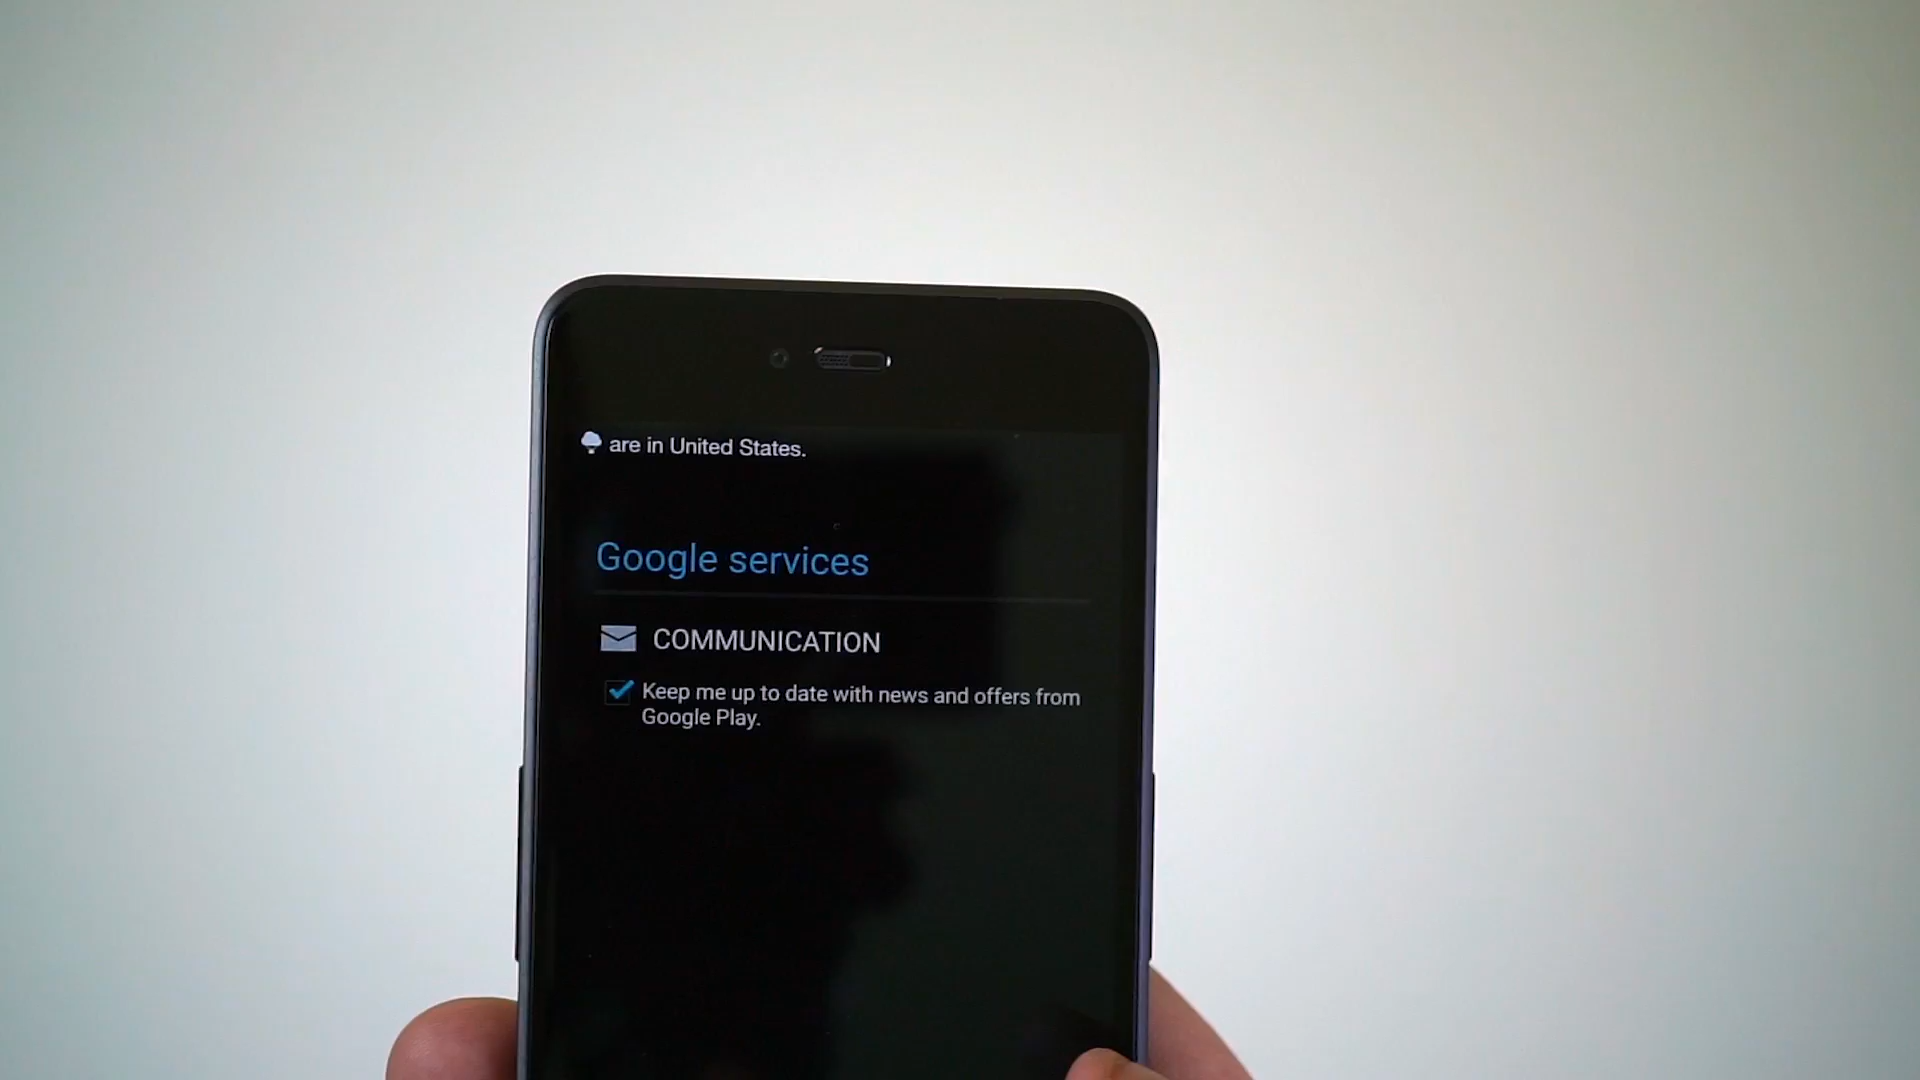 are in United States.
Google services
COMMUNICATION
Keep me up to date with news and offers from
Google Play.